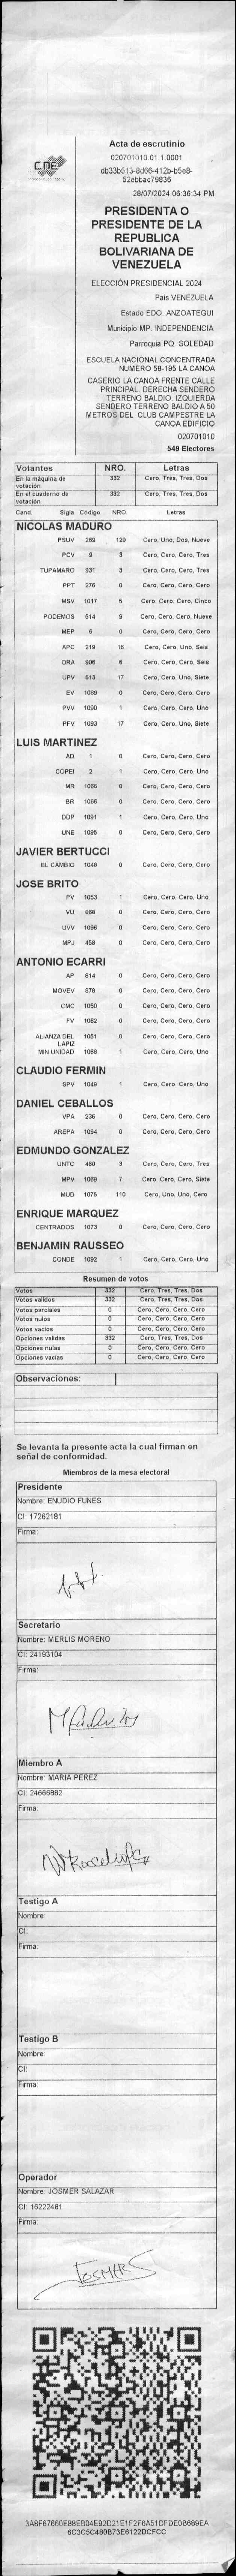 CNE
Acta de escrutinio
020701010.01.1.0001
db33b513-8d66-412b-b5e8-
52ebbac79836
28/07/2024 06:36:34 PM
PRESIDENTA O
PRESIDENTE DE LA
REPUBLICA
BOLIVARIANA DE
VENEZUELA
ELECCIÓN PRESIDENCIAL 2024
Pais VENEZUELA
Estado EDO. ANZOATEGUI
Municipio MP. INDEPENDENCIA
Parroquia PQ. SOLEDAD
ESCUELA NACIONAL CONCENTRADA
NUMERO 58-195 LA CANOA
CASERIO LA CANOA FRENTE CALLE
PRINCIPAL. DERECHA SENDERO
TERRENO BALDIO. IZQUIERDA
SENDERO TERRENO BALDIO A 50
METROS DEL CLUB CAMPESTRE LA
CANOA EDIFICIO
020701010
549 Electores
Votantes NRO. Letras
En la máquina de votación 332 Cero, Tres, Tres, Dos
En el cuaderno de votación 332 Cero, Tres, Tres, Dos
Cand. Sigla Código NRO. Letras
NICOLAS MADURO
PSUV 269 129 Cero, Uno, Dos, Nueve
PCV 9 3 Cero, Cero, Cero, Tres
TUPAMARO 931 3 Cero, Cero, Cero, Tres
PPT 276 0 Cero, Cero, Cero, Cero
MSV 1017 5 Cero, Cero, Cero, Cinco
PODEMOS 514 9 Cero, Cero, Cero, Nueve
MEP 6 0 Cero, Cero, Cero, Cero
APC 219 16 Cero, Cero, Uno, Seis
ORA 906 6 Cero, Cero, Cero, Seis
UPV 613 17 Cero, Cero, Uno, Siete
EV 1089 0 Cero, Cero, Cero, Cero
PVV 1090 1 Cero, Cero, Cero, Uno
PFV 1093 17 Cero, Cero, Uno, Siete
LUIS MARTINEZ
AD 1 0 Cero, Cero, Cero, Cero
COPEI 2 1 Cero, Cero, Cero, Uno
MR 1065 0 Cero, Cero, Cero, Cero
BR 1066 0 Cero, Cero, Cero, Cero
DDP 1091 1 Cero, Cero, Cero, Uno
UNE 1095 0 Cero, Cero, Cero, Cero
JAVIER BERTUCCI
EL CAMBIO 1048 0 Cero, Cero, Cero, Cero
JOSE BRITO
PV 1053 1 Cero, Cero, Cero, Uno
VU 868 0 Cero, Cero, Cero, Cero
UVV 1096 0 Cero, Cero, Cero, Cero
MPJ 458 0 Cero, Cero, Cero, Cero
ANTONIO ECARRI
AP 814 0 Cero, Cero, Cero, Cero
MOVEV 878 0 Cero, Cero, Cero, Cero
CMC 1050 0 Cero, Cero, Cero, Cero
FV 1062 0 Cero, Cero, Cero, Cero
ALIANZA DEL LAPIZ 1051 0 Cero, Cero, Cero, Cero
MIN UNIDAD 1068 1 Cero, Cero, Cero, Uno
CLAUDIO FERMIN
SPV 1049 1 Cero, Cero, Cero, Uno
DANIEL CEBALLOS
VPA 236 0 Cero, Cero, Cero, Cero
AREPA 1094 0 Cero, Cero, Cero, Cero
EDMUNDO GONZALEZ
UNTC 460 3 Cero, Cero, Cero, Tres
MPV 1069 7 Cero, Cero, Cero, Siete
MUD 1075 110 Cero, Uno, Uno, Cero
ENRIQUE MARQUEZ
CENTRADOS 1073 0 Cero, Cero, Cero, Cero
BENJAMIN RAUSSEO
CONDE 1092 1 Cero, Cero, Cero, Uno
Resumen de votos
Votos 332 Cero, Tres, Tres, Dos
Votos validos 332 Cero, Tres, Tres, Dos
Votos parciales 0 Cero, Cero, Cero, Cero
Votos nulos 0 Cero, Cero, Cero, Cero
Votos vacios 0 Cero, Cero, Cero, Cero
Opciones validas 332 Cero, Tres, Tres, Dos
Opciones nulas 0 Cero, Cero, Cero, Cero
Opciones vacias 0 Cero, Cero, Cero, Cero
Observaciones:
Se levanta la presente acta la cual firman en
señal de conformidad.
Miembros de la mesa electoral
Presidente
Nombre: ENUDIO FUNES
CI: 17262181
Firma:
Secretario
Nombre: MERLIS MORENO
CI: 24193104
Firma:
Miembro A
Nombre: MARIA PEREZ
CI: 24666882
Firma:
Testigo A
Nombre:
CI:
Firma:
Testigo B
Nombre:
CI:
Firma:
Operador
Nombre: JOSMER SALAZAR
CI: 16222481
Firma:
3ABF67660EB8EB04E92D21E1F2F6A51DFDE0B689EA
6C3C5C480B73E6122DCFCC